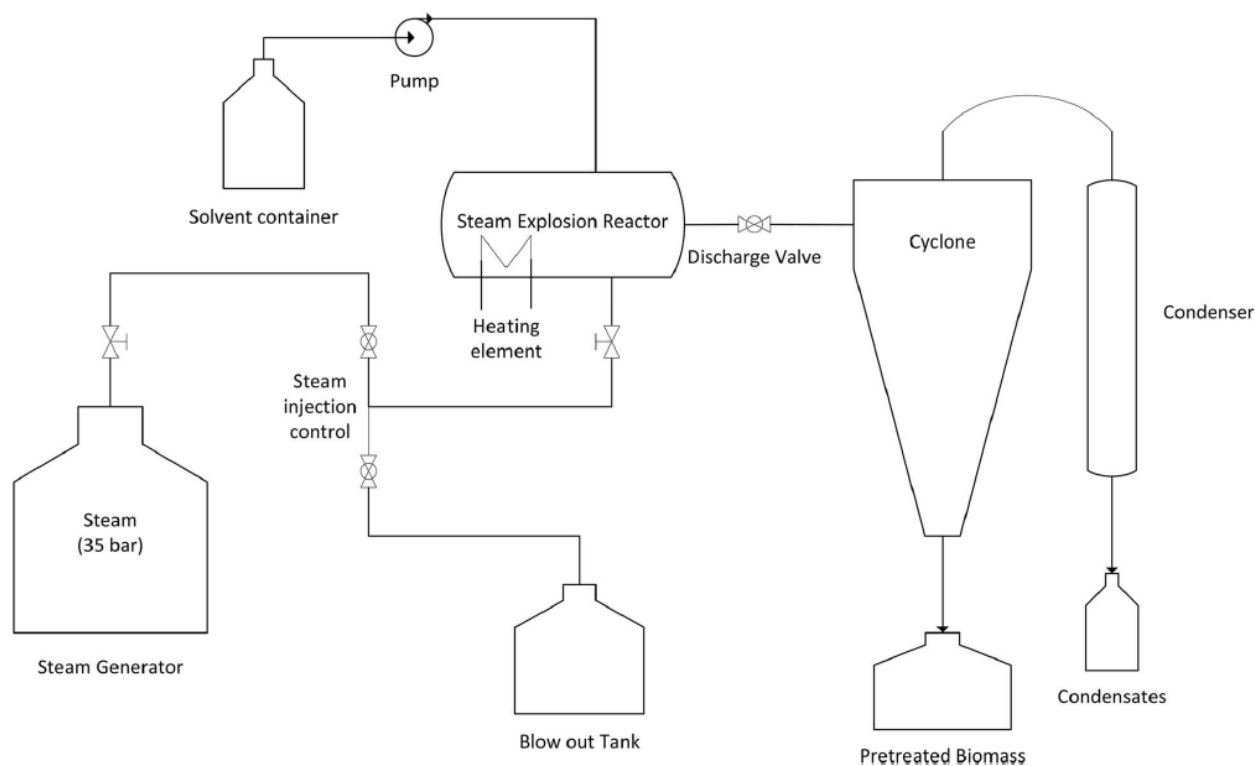 Pump
Solvent container
Steam Explosion Reactor
Discharge Valve
Cyclone
Heating
element
Condenser
Steam
injection
control
Steam
(35 bar)
Steam Generator
Blow out Tank
Condensates
Pretreated Biomass